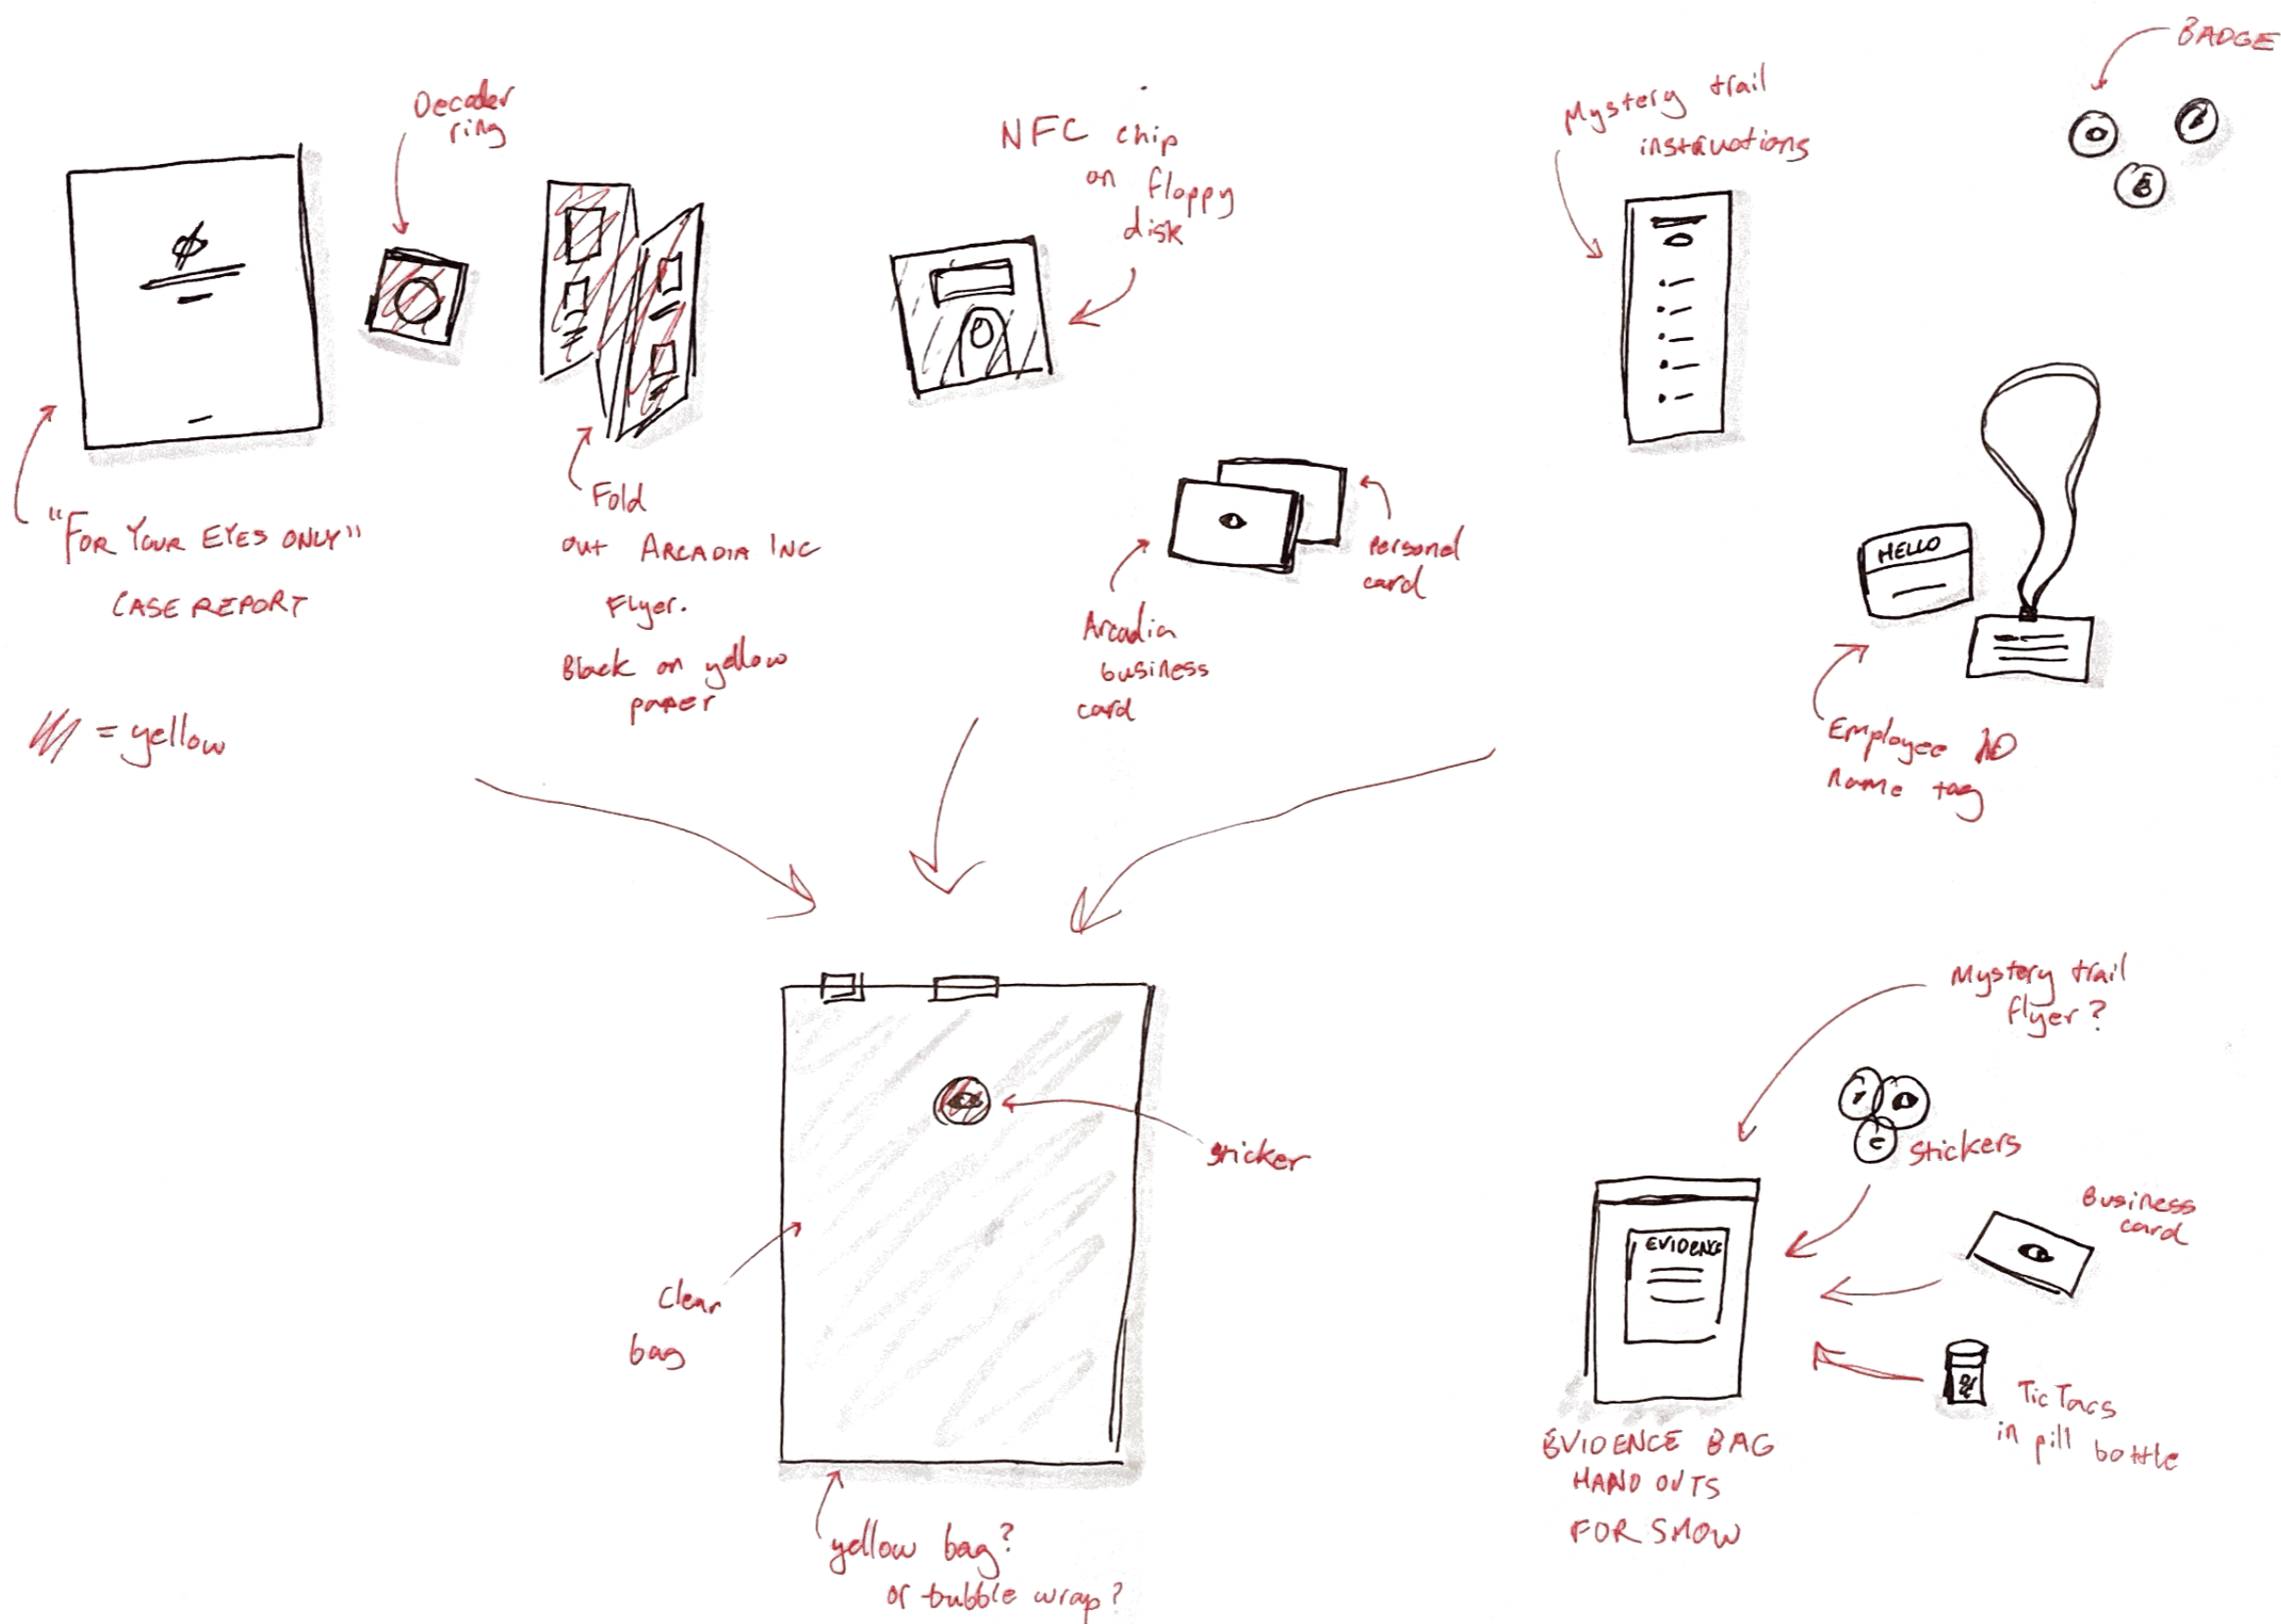 BADGE
Decoder
ring
NFC chip
on floppy
disk
Mystery trail
instructions
"FOR YOUR EYES ONLY"
CASE REPORT
Fold
out ARCADIA INC
Flyer.
Black on yellow
paper
= yellow
Arcadia
business
card
personal
card
HELLO
Employee ID
name tag
sticker
Clear
bag
yellow bag?
or bubble wrap?
Mystery trail
flyer?
stickers
Business
card
EVIDENCE
TicTacs
in pill bottle
EVIDENCE BAG
HAND OUTS
FOR SHOW